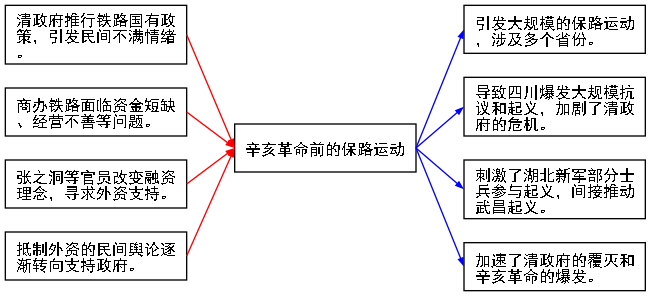 清政府推行铁路国有政
策，引发民间不满情绪
。
商办铁路面临资金短缺
、经营不善等问题。
张之洞等官员改变融资
理念，寻求外资支持。
抵制外资的民间舆论逐
渐转向支持政府。
辛亥革命前的保路运动
引发大规模的保路运动
，涉及多个省份。
导致四川爆发大规模抗
议和起义，加剧了清政
府的危机。
刺激了湖北新军部分士
兵参与起义，间接推动
武昌起义。
加速了清政府的覆灭和
辛亥革命的爆发。